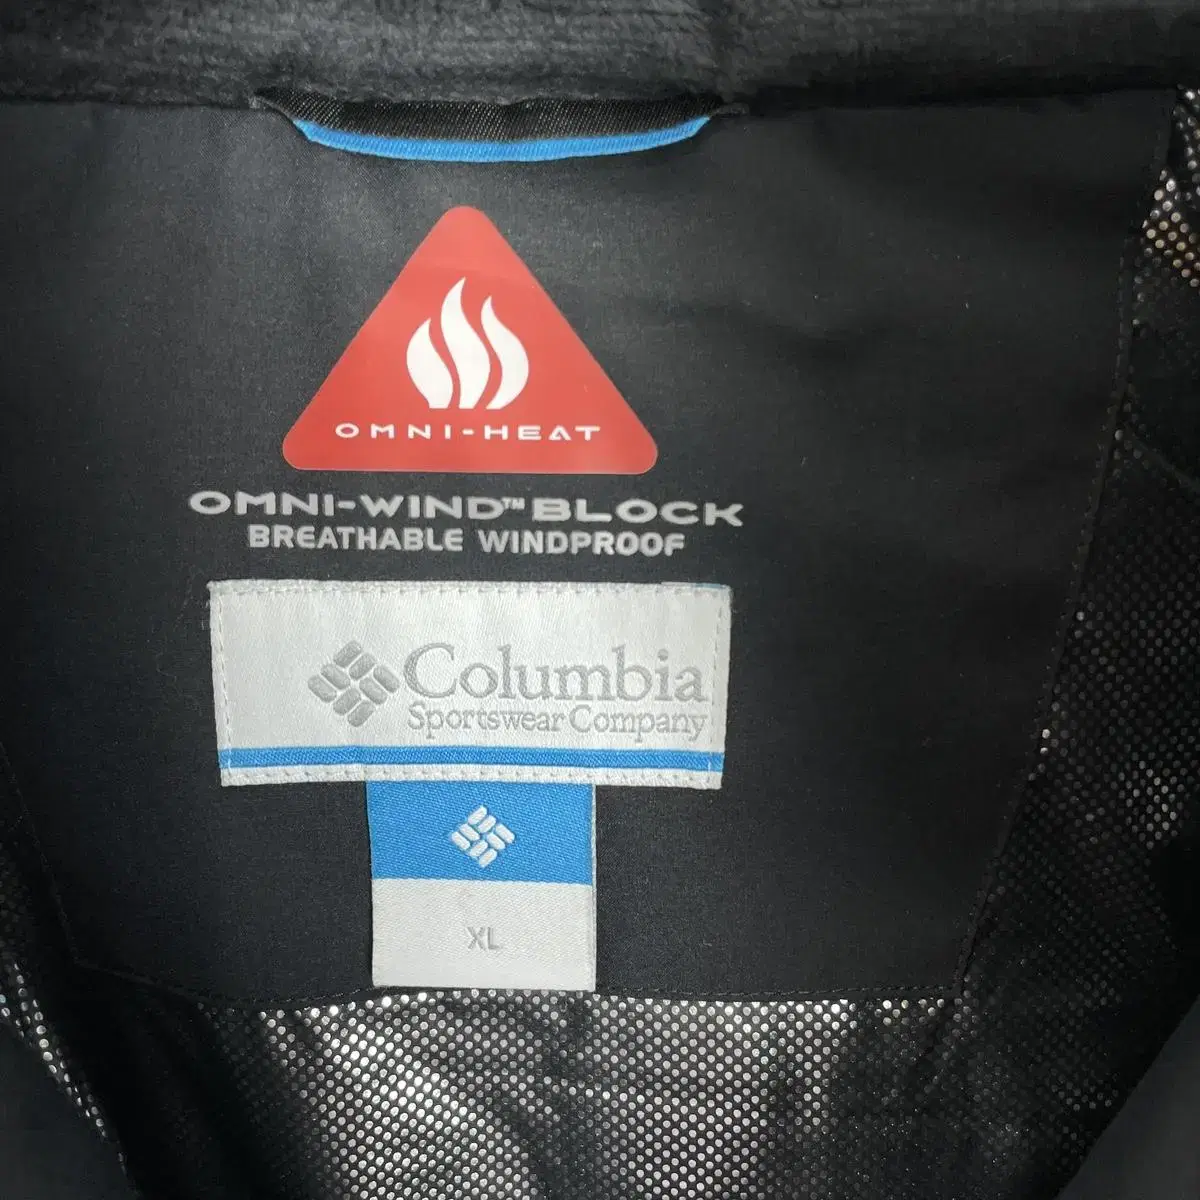 OMNI-HEAT
OMNI-WIND™ BLOCK
BREATHABLE WINDPROOF
Columbia
Sportswear Company
XL